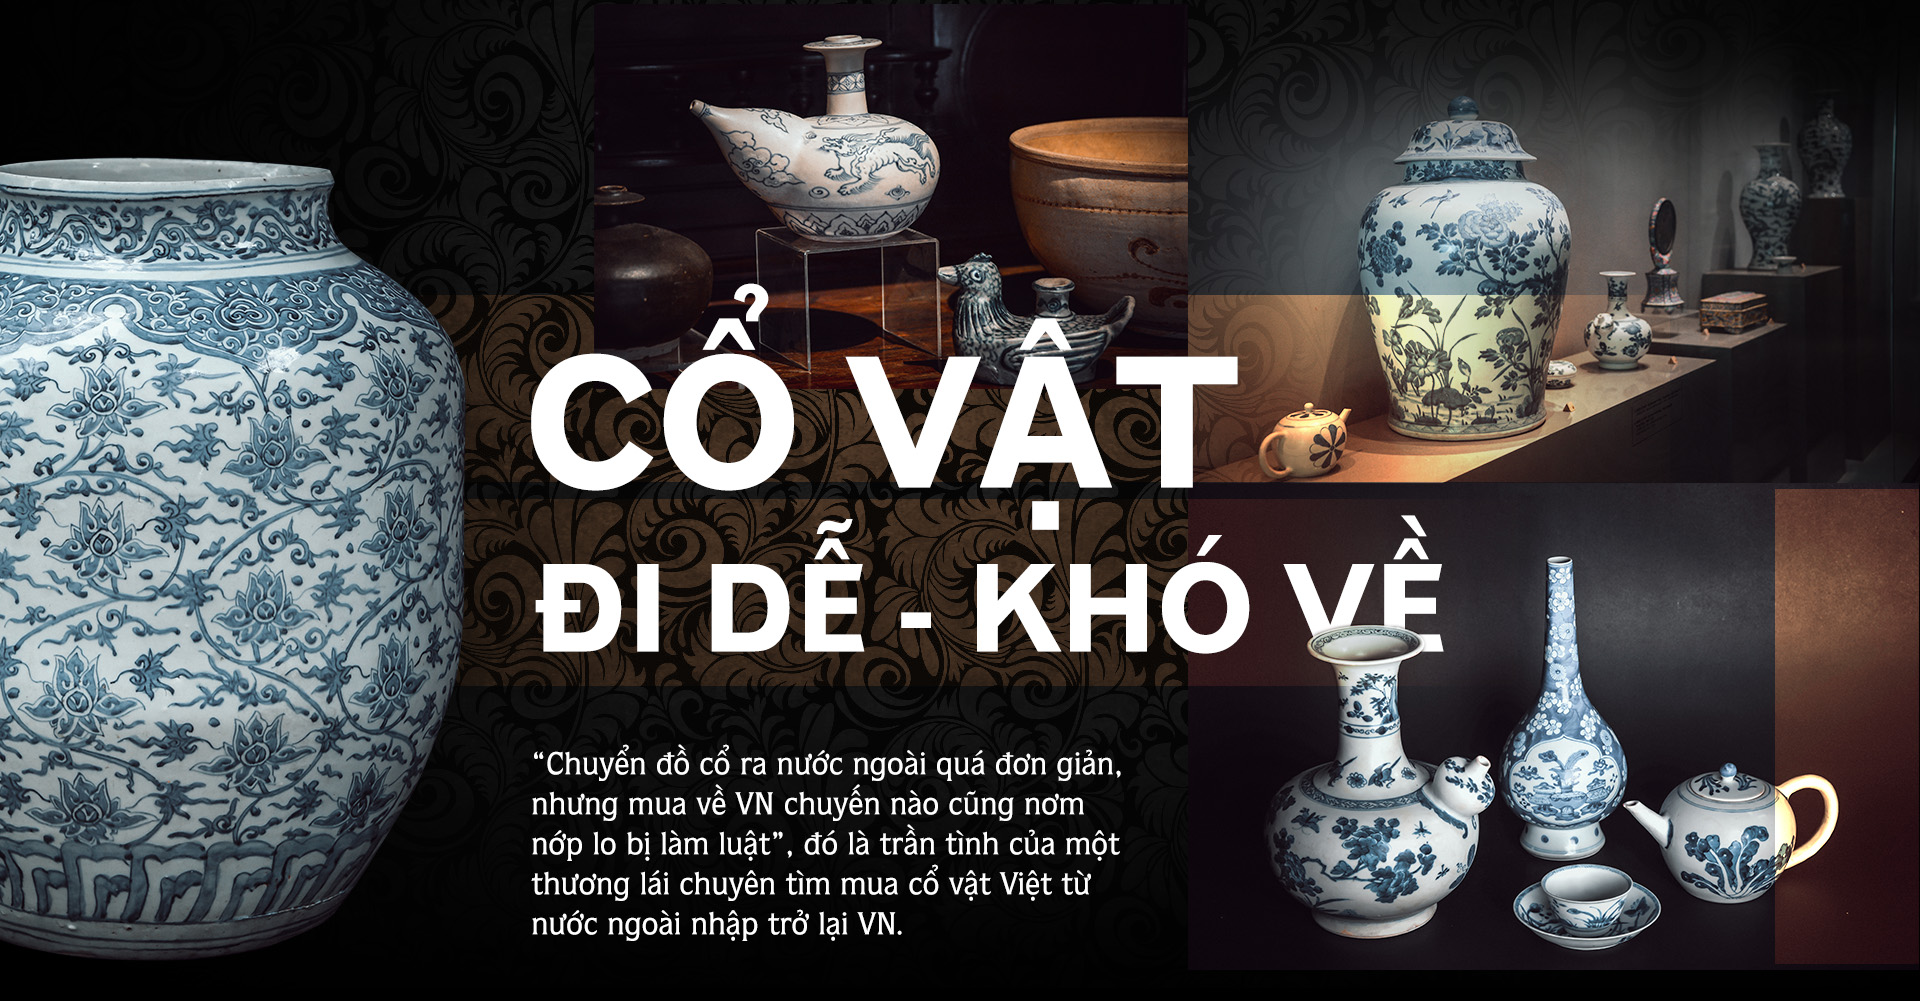 CỔ VẬT
ĐI DỄ - KHÓ VỀ
“Chuyển đồ cổ ra nước ngoài quá đơn giản,
nhưng mua về VN chuyến nào cũng nơm
nớp lo bị làm luật”, đó là trần tình của một
thương lái chuyên tìm mua cổ vật Việt từ
nước ngoài nhập trở lại VN.